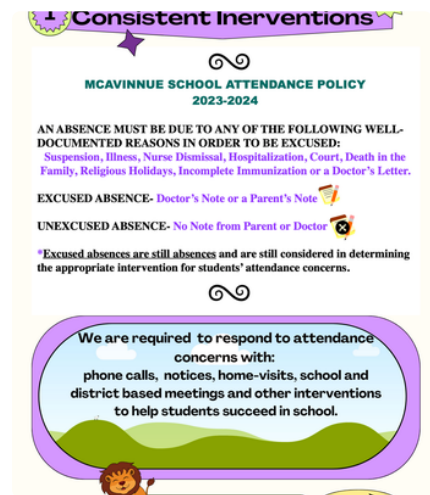 1 Consistent Inerventions
MCAVINNUE SCHOOL ATTENDANCE POLICY
2023-2024
AN ABSENCE MUST BE DUE TO ANY OF THE FOLLOWING WELL-
DOCUMENTED REASONS IN ORDER TO BE EXCUSED:
Suspension, Illness, Nurse Dismissal, Hospitalization, Court, Death in the
Family, Religious Holidays, Incomplete Immunization or a Doctor's Letter.
EXCUSED ABSENCE- Doctor's Note or a Parent's Note
UNEXCUSED ABSENCE- No Note from Parent or Doctor
*Excused absences are still absences and are still considered in determining
the appropriate intervention for students' attendance concerns.
We are required to respond to attendance
concerns with:
phone calls, notices, home-visits, school and
district based meetings and other interventions
to help students succeed in school.